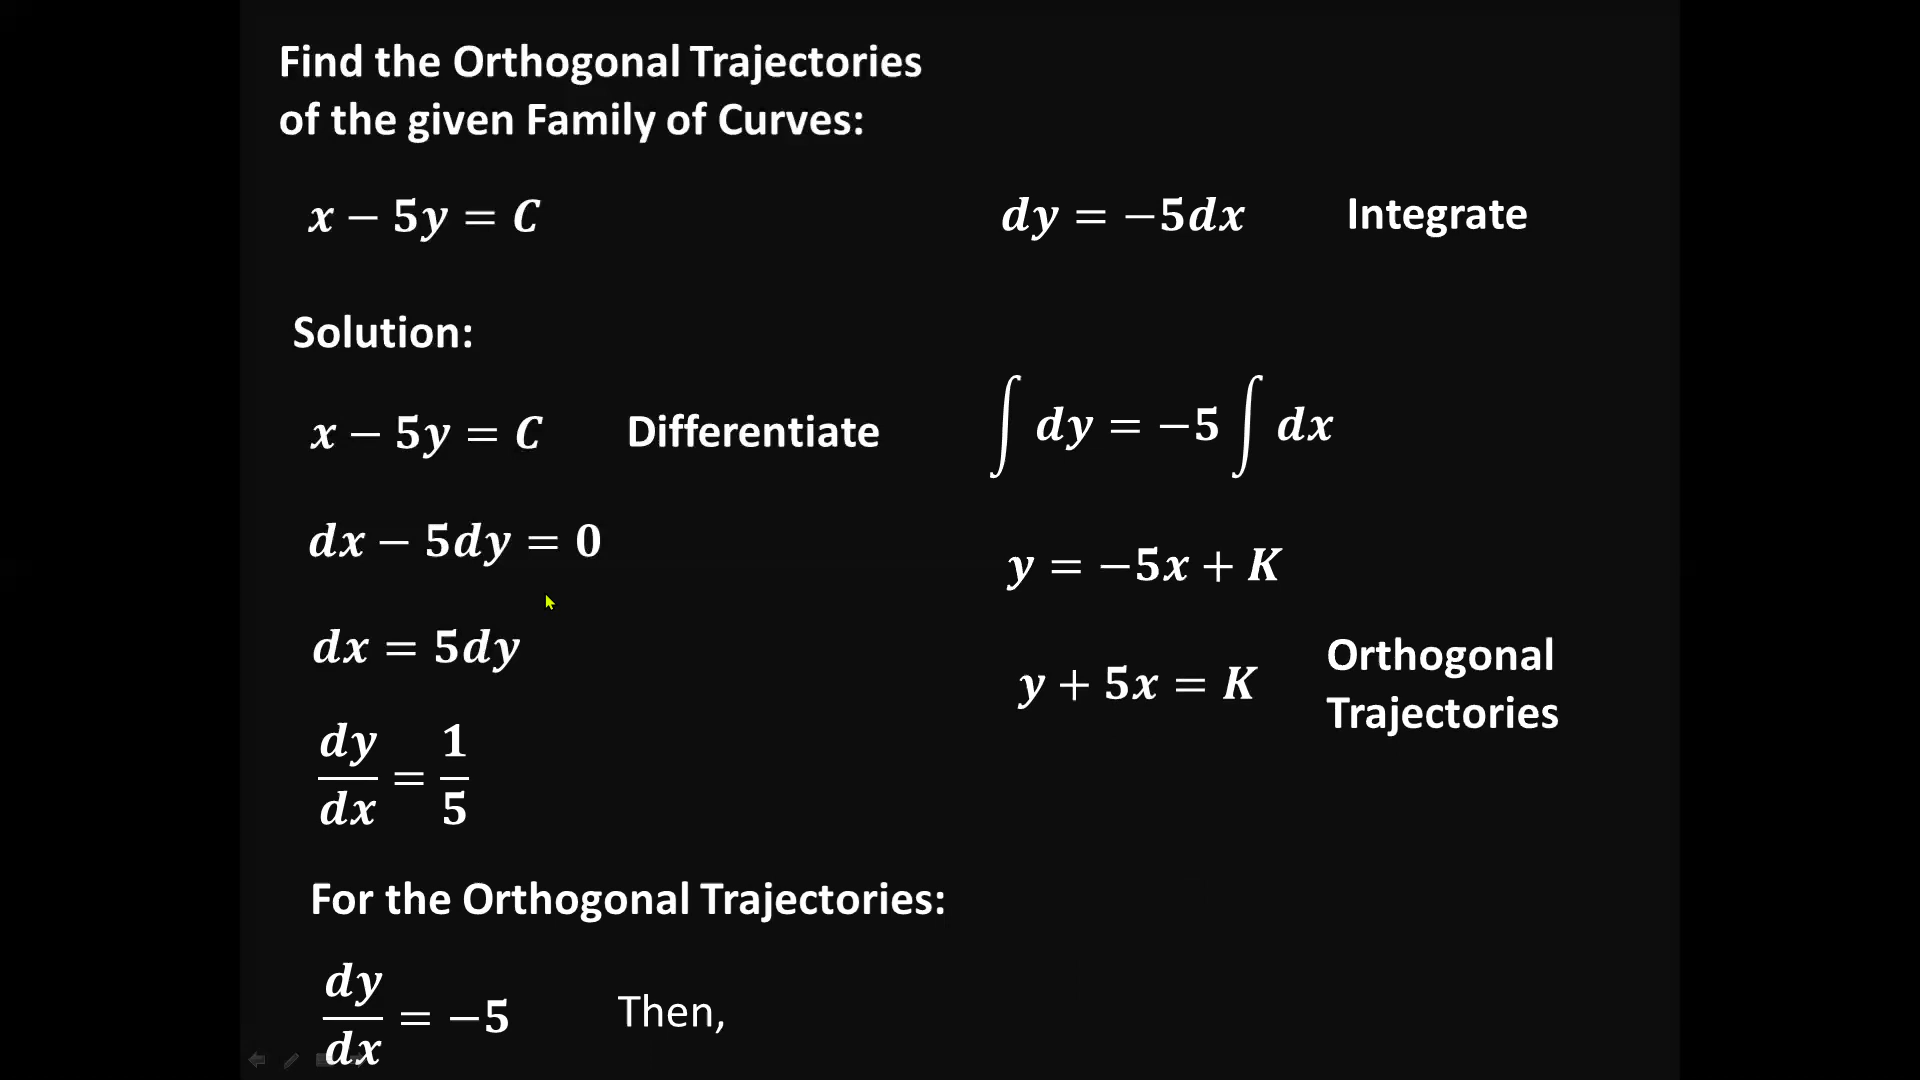 Find the Orthogonal Trajectories
of the given Family of Curves:
x − 5y = C
Solution:
x − 5y = C Differentiate
dx − 5dy = 0
dx = 5dy
dy/dx = 1/5
For the Orthogonal Trajectories:
dy/dx = −5 Then,
dy = −5dx Integrate
∫ dy = −5 ∫ dx
y = −5x + K
y + 5x = K Orthogonal
Trajectories